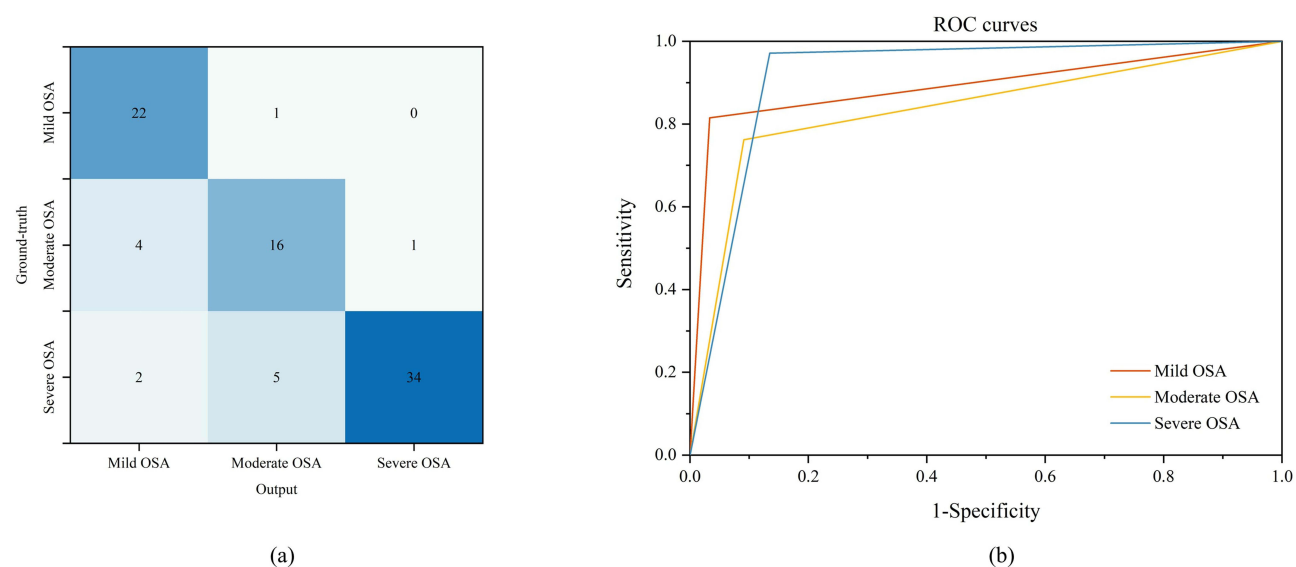 Ground-truth
Mild OSA
Moderate OSA
Severe OSA
22 1 0
4 16 1
2 5 34
Mild OSA Moderate OSA Severe OSA
Output
(a)
ROC curves
Sensitivity
1.0
0.8
0.6
0.4
0.2
0.0
Mild OSA
Moderate OSA
Severe OSA
0.0 0.2 0.4 0.6 0.8 1.0
1-Specificity
(b)